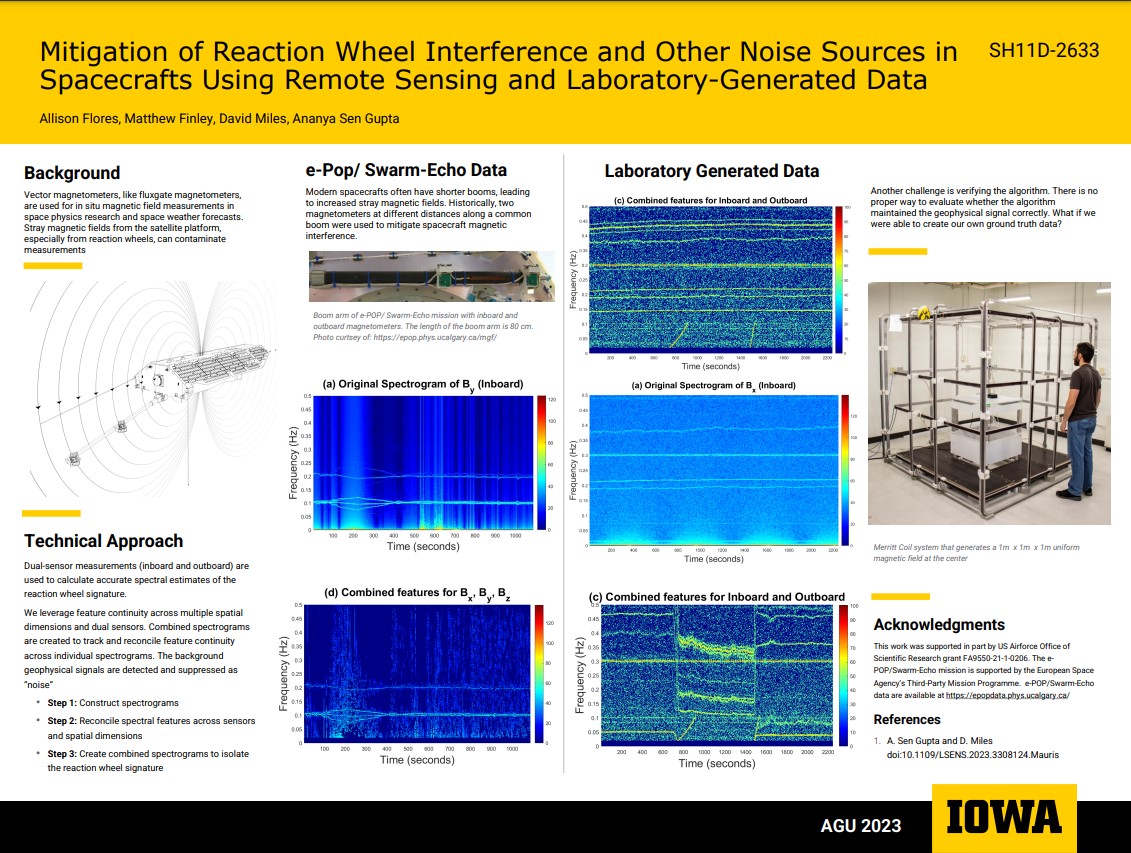 Mitigation of Reaction Wheel Interference and Other Noise Sources in
Spacecrafts Using Remote Sensing and Laboratory-Generated Data
SH11D-2633
Allison Flores, Matthew Finley, David Miles, Ananya Sen Gupta
Background
Vector magnetometers, like fluxgate magnetometers,
are used for in situ magnetic field measurements in
space physics research and space weather forecasts.
Stray magnetic fields from the satellite platform,
especially from reaction wheels, can contaminate
measurements
Technical Approach
Dual-sensor measurements (inboard and outboard) are
used to calculate accurate spectral estimates of the
reaction wheel signature.
We leverage feature continuity across multiple spatial
dimensions and dual sensors. Combined spectrograms
are created to track and reconcile feature continuity
across individual spectrograms. The background
geophysical signals are detected and suppressed as
“noise”
• Step 1: Construct spectrograms
• Step 2: Reconcile spectral features across sensors
and spatial dimensions
• Step 3: Create combined spectrograms to isolate
the reaction wheel signature
e-Pop/ Swarm-Echo Data
Modern spacecrafts often have shorter booms, leading
to increased stray magnetic fields. Historically, two
magnetometers at different distances along a common
boom were used to mitigate spacecraft magnetic
interference.
Boom arm of e-POP/ Swarm-Echo mission with inboard and
outboard magnetometers. The length of the boom arm is 80 cm.
Photo curtsey of: https://epop.phys.ucalgary.ca/mgf/
(a) Original Spectrogram of By (Inboard)
Frequency (Hz)
0.5
0.45
0.4
0.35
0.3
0.25
0.2
0.15
0.1
0.05
0
100 200 300 400 500 600 700 800 900 1000
Time (seconds)
120
100
80
60
40
20
0
(d) Combined features for Bx, By, Bz
Frequency (Hz)
0.5
0.45
0.4
0.35
0.3
0.25
0.2
0.15
0.1
0.05
0
100 200 300 400 500 600 700 800 900 1000
Time (seconds)
120
100
80
60
40
20
0
Laboratory Generated Data
(c) Combined features for Inboard and Outboard
Frequency (Hz)
0.5
0.45
0.4
0.35
0.3
0.25
0.2
0.15
0.1
0.05
0
200 400 600 800 1000 1200 1400 1600 1800 2000 2200
Time (seconds)
100
90
80
70
60
50
40
30
20
10
0
(a) Original Spectrogram of Bx (Inboard)
Frequency (Hz)
0.5
0.45
0.4
0.35
0.3
0.25
0.2
0.15
0.1
0.05
0
200 400 600 800 1000 1200 1400 1600 1800 2000 2200
Time (seconds)
120
100
80
60
40
20
0
(c) Combined features for Inboard and Outboard
Frequency (Hz)
0.5
0.45
0.4
0.35
0.3
0.25
0.2
0.15
0.1
0.05
0
200 400 600 800 1000 1200 1400 1600 1800 2000 2200
Time (seconds)
100
90
80
70
60
50
40
30
20
10
0
Another challenge is verifying the algorithm. There is no
proper way to evaluate whether the algorithm
maintained the geophysical signal correctly. What if we
were able to create our own ground truth data?
Merritt Coil system that generates a 1m x 1m x 1m uniform
magnetic field at the center
Acknowledgments
This work was supported in part by US Airforce Office of
Scientific Research grant FA9550-21-1-0206. The e-
POP/Swarm-Echo mission is supported by the European Space
Agency's Third-Party Mission Programme. e-POP/Swarm-Echo
data are available at https://epopdata.phys.ucalgary.ca/
References
1. A. Sen Gupta and D. Miles
doi:10.1109/LSENS.2023.3308124.Mauris
AGU 2023
IOWA